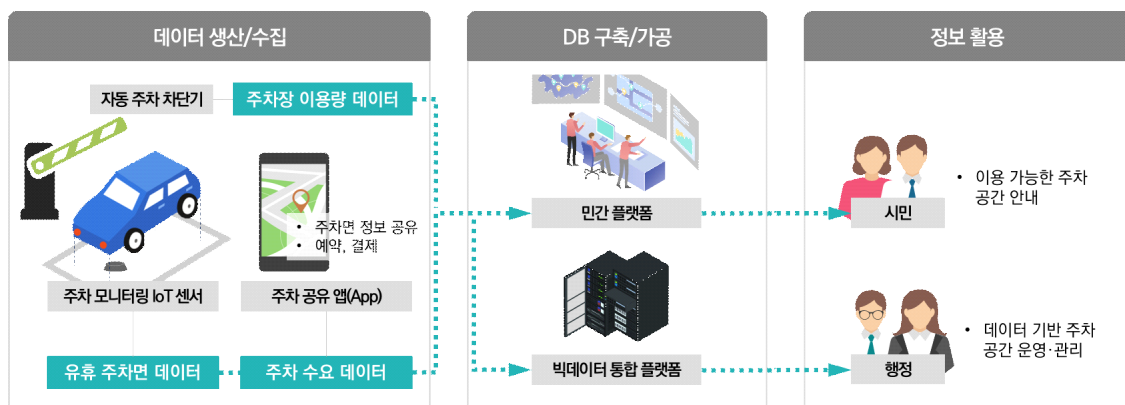 데이터 생산/수집
자동 주차 차단기
주차장 이용량 데이터
• 주차면 정보 공유
• 예약, 결제
주차 모니터링 IoT 센서
주차 공유 앱(App)
유휴 주차면 데이터
주차 수요 데이터
DB 구축/가공
민간 플랫폼
빅데이터 통합 플랫폼
정보 활용
시민
• 이용 가능한 주차
공간 안내
행정
• 데이터 기반 주차
공간 운영·관리